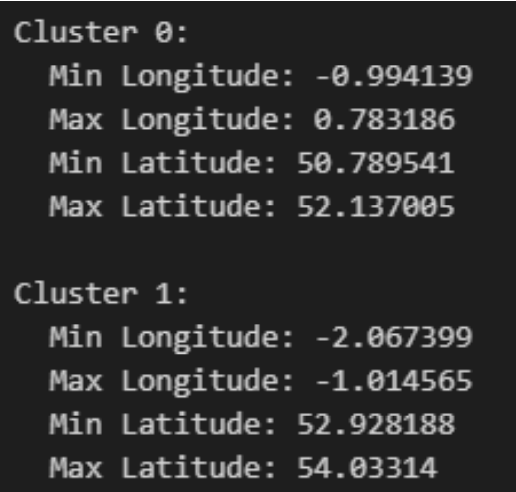 Cluster 0:
Min Longitude: -0.994139
Max Longitude: 0.783186
Min Latitude: 50.789541
Max Latitude: 52.137005
Cluster 1:
Min Longitude: -2.067399
Max Longitude: -1.014565
Min Latitude: 52.928188
Max Latitude: 54.03314